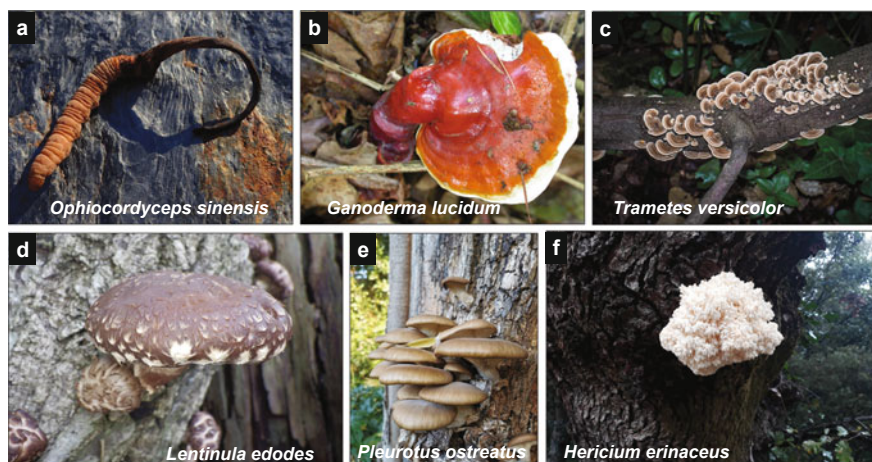 a
Ophiocordyceps sinensis
b
Ganoderma lucidum
c
Trametes versicolor
d
Lentinula edodes
e
Pleurotus ostreatus
f
Hericium erinaceus